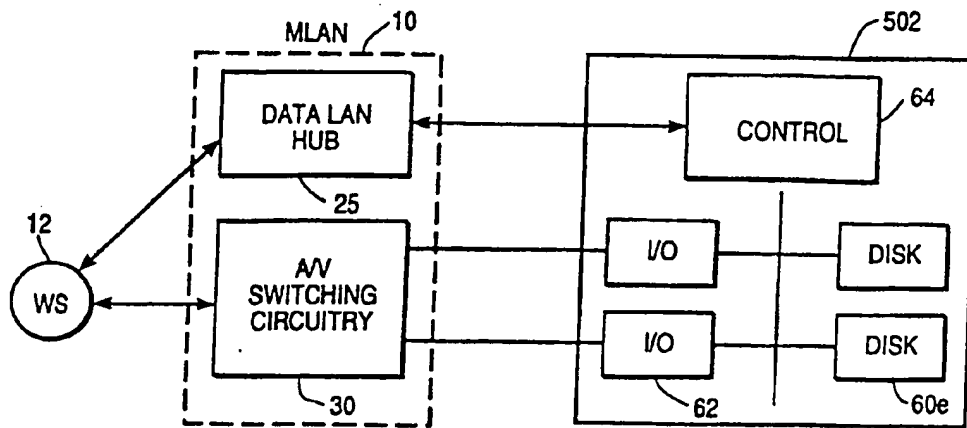 MLAN
10
502
DATA LAN
HUB
25
CONTROL
64
12
WS
A/V
SWITCHING
CIRCUITRY
30
I/O
DISK
I/O
DISK
62
60e